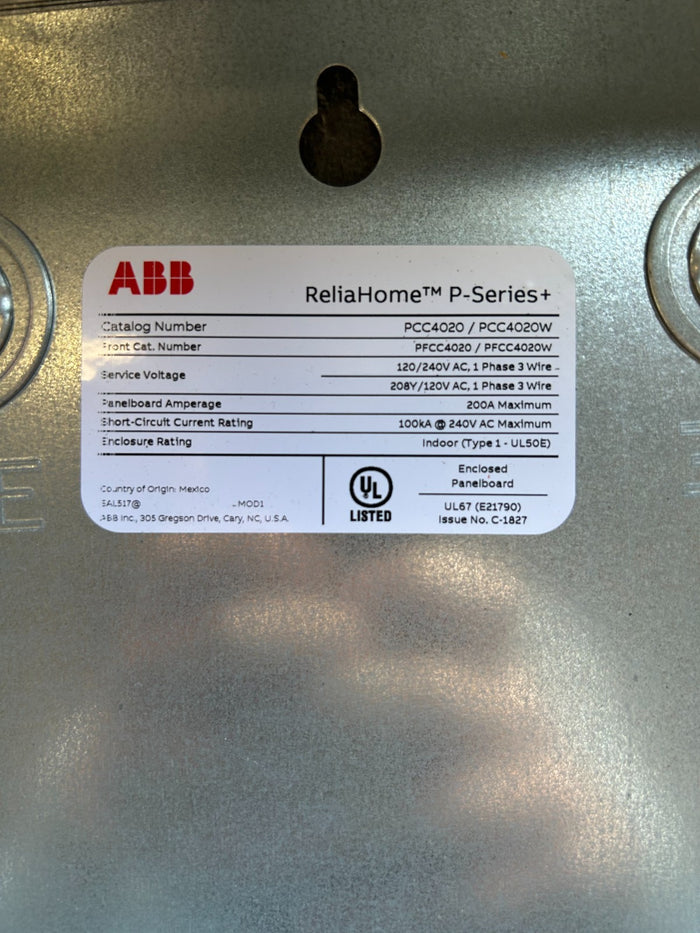 ABB
ReliaHome™ P-Series+
Catalog Number PCC4020 / PCC4020W
Front Cat. Number PFCC4020 / PFCC4020W
Service Voltage 120/240V AC, 1 Phase 3 Wire
208Y/120V AC, 1 Phase 3 Wire
Panelboard Amperage 200A Maximum
Short-Circuit Current Rating 100kA @ 240V AC Maximum
Enclosure Rating Indoor (Type 1 - UL50E)
Country of Origin: Mexico
MOD1
ABB Inc., 305 Gregson Drive, Cary, NC, U.S.A.
UL
LISTED
Enclosed
Panelboard
UL67 (E21790)
Issue No. C-1827